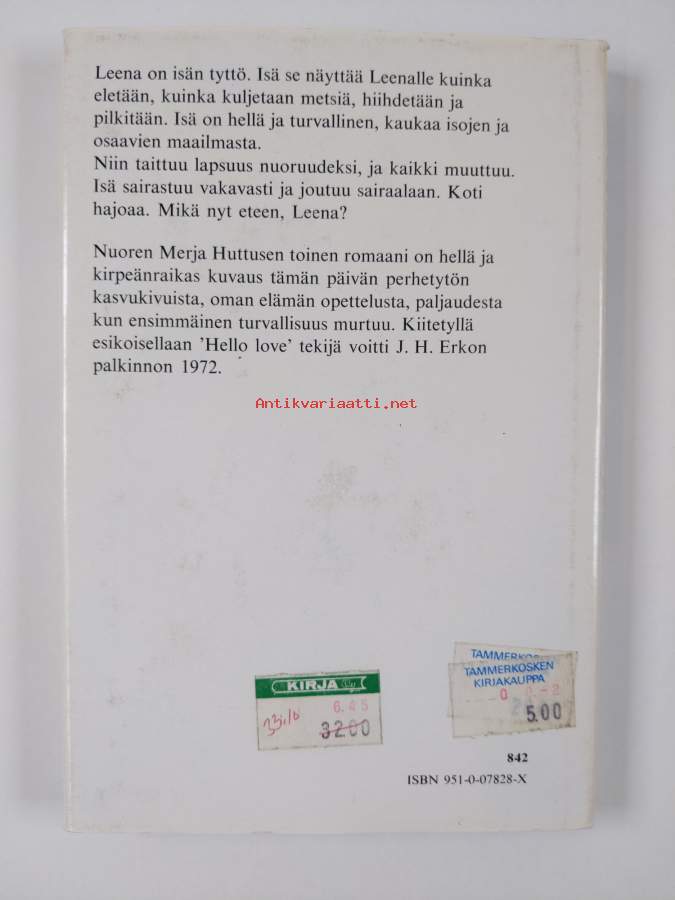 Leena on isän tyttö. Isä se näyttää Leenalle kuinka
eletään, kuinka kuljetaan metsiä, hiihdetään ja
pilkitään. Isä on hellä ja turvallinen, kaukaa isojen ja
osaavien maailmasta.
Niin taittuu lapsuus nuoruudeksi, ja kaikki muuttuu.
Isä sairastuu vakavasti ja joutuu sairaalaan. Koti
hajoaa. Mikä nyt eteen, Leena?
Nuoren Merja Huttusen toinen romaani on hellä ja
kirpeänraikas kuvaus tämän päivän perhetytön
kasvukivuista, oman elämän opettelusta, paljaudesta
kun ensimmäinen turvallisuus murtuu. Kiitetyllä
esikoisellaan 'Hello love' tekijä voitti J. H. Erkon
palkinnon 1972.
Antikvariaatti.net
KIRJA
6.45
3200
TAMMERKOSKEN
KIRJAKAUPPA
5.00
842
ISBN 951-0-07828-X